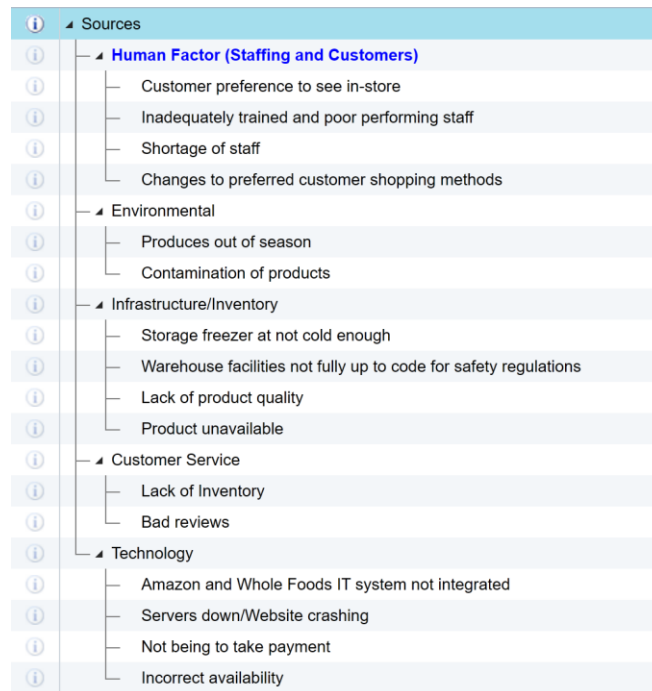 Sources
Human Factor (Staffing and Customers)
Customer preference to see in-store
Inadequately trained and poor performing staff
Shortage of staff
Changes to preferred customer shopping methods
Environmental
Produces out of season
Contamination of products
Infrastructure/Inventory
Storage freezer at not cold enough
Warehouse facilities not fully up to code for safety regulations
Lack of product quality
Product unavailable
Customer Service
Lack of Inventory
Bad reviews
Technology
Amazon and Whole Foods IT system not integrated
Servers down/Website crashing
Not being to take payment
Incorrect availability